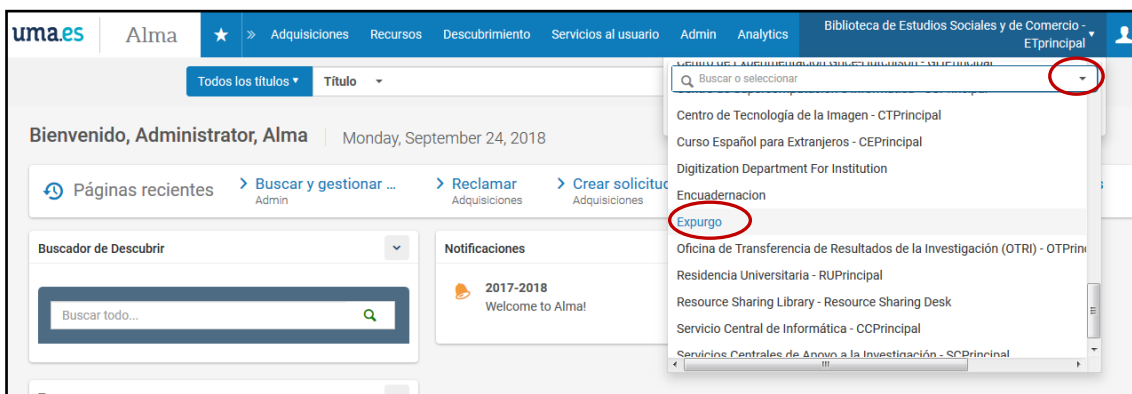 uma.es
Alma
Adquisiciones Recursos Descubrimiento Servicios al usuario Admin Analytics
Biblioteca de Estudios Sociales y de Comercio -
ETprincipal
Todos los títulos Título
Buscar o seleccionar
Centro de Tecnología de la Imagen - CTPrincipal
Curso Español para Extranjeros - CEPrincipal
Digitization Department For Institution
Encuadernacion
Expurgo
Oficina de Transferencia de Resultados de la Investigación (OTRI) - OTPrin
Residencia Universitaria - RUPrincipal
Resource Sharing Library - Resource Sharing Desk
Servicio Central de Informática - CCPrincipal
Servicios Centrales de Apoyo a la Investigación - SCPrincipal
Bienvenido, Administrator, Alma Monday, September 24, 2018
Páginas recientes
Buscar y gestionar ...
Admin
Reclamar
Adquisiciones
Crear solicitud
Adquisiciones
Buscador de Descubrir
Buscar todo...
Notificaciones
2017-2018
Welcome to Alma!